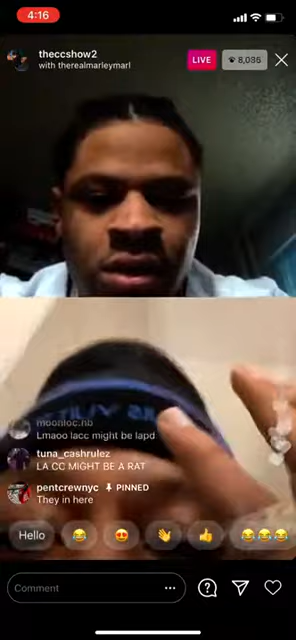 4:16
theccshow2
with therealmarleymarl
LIVE
8,036
moonloc.nb
Lmaoo lacc might be lapd
tuna_cashrulez
LA CC MIGHT BE A RAT
pentcrewnyc PINNED
They in here
Hello
Comment